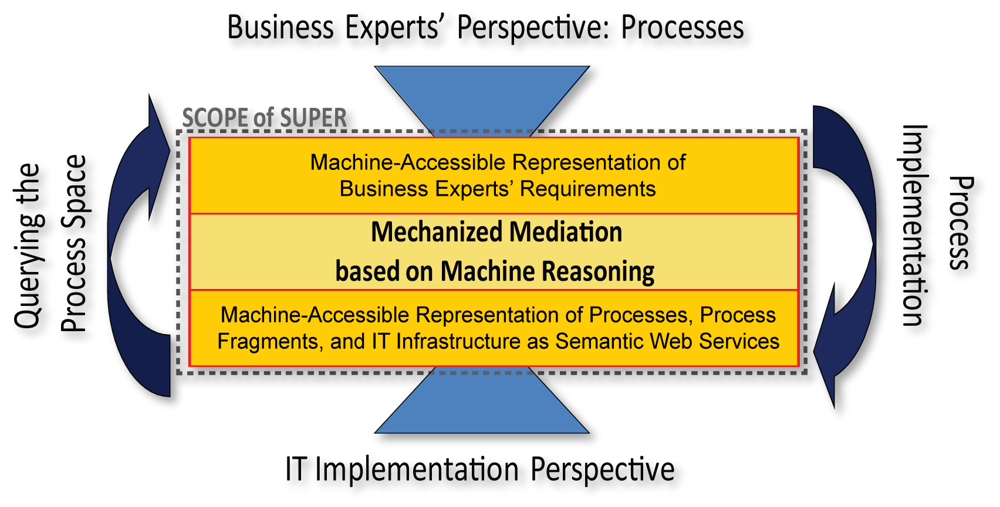 Business Experts’ Perspective: Processes
SCOPE of SUPER
Querying the
Process Space
Machine-Accessible Representation of
Business Experts’ Requirements
Mechanized Mediation
based on Machine Reasoning
Machine-Accessible Representation of Processes, Process
Fragments, and IT Infrastructure as Semantic Web Services
Process
Implementation
IT Implementation Perspective